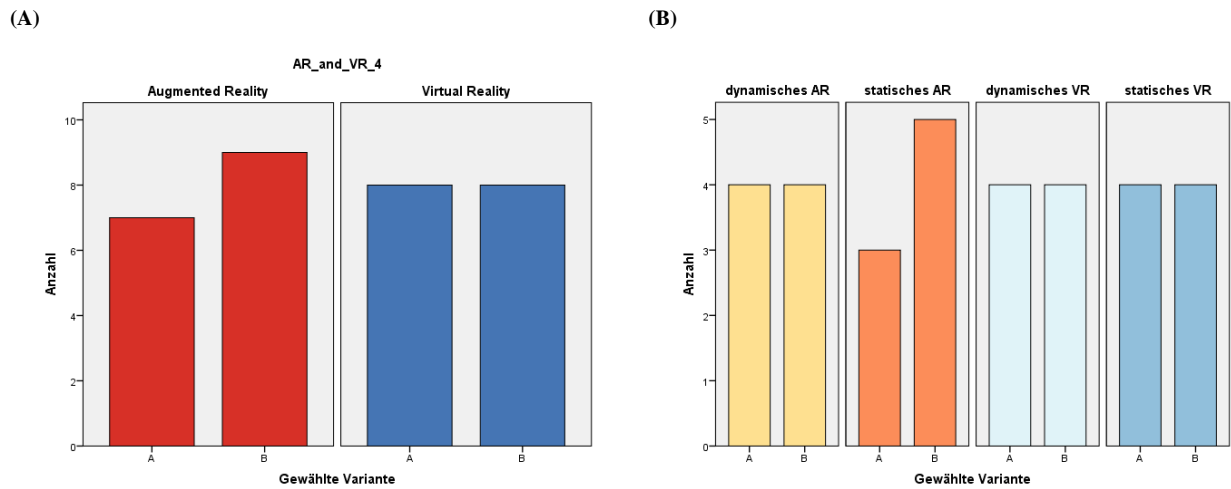 (A)
AR_and_VR_4
Augmented Reality Virtual Reality
10
8
6
4
2
0
Anzahl
A B A B
Gewählte Variante
(B)
dynamisches AR statisches AR dynamisches VR statisches VR
5
4
3
2
1
0
Anzahl
A B A B A B A B
Gewählte Variante